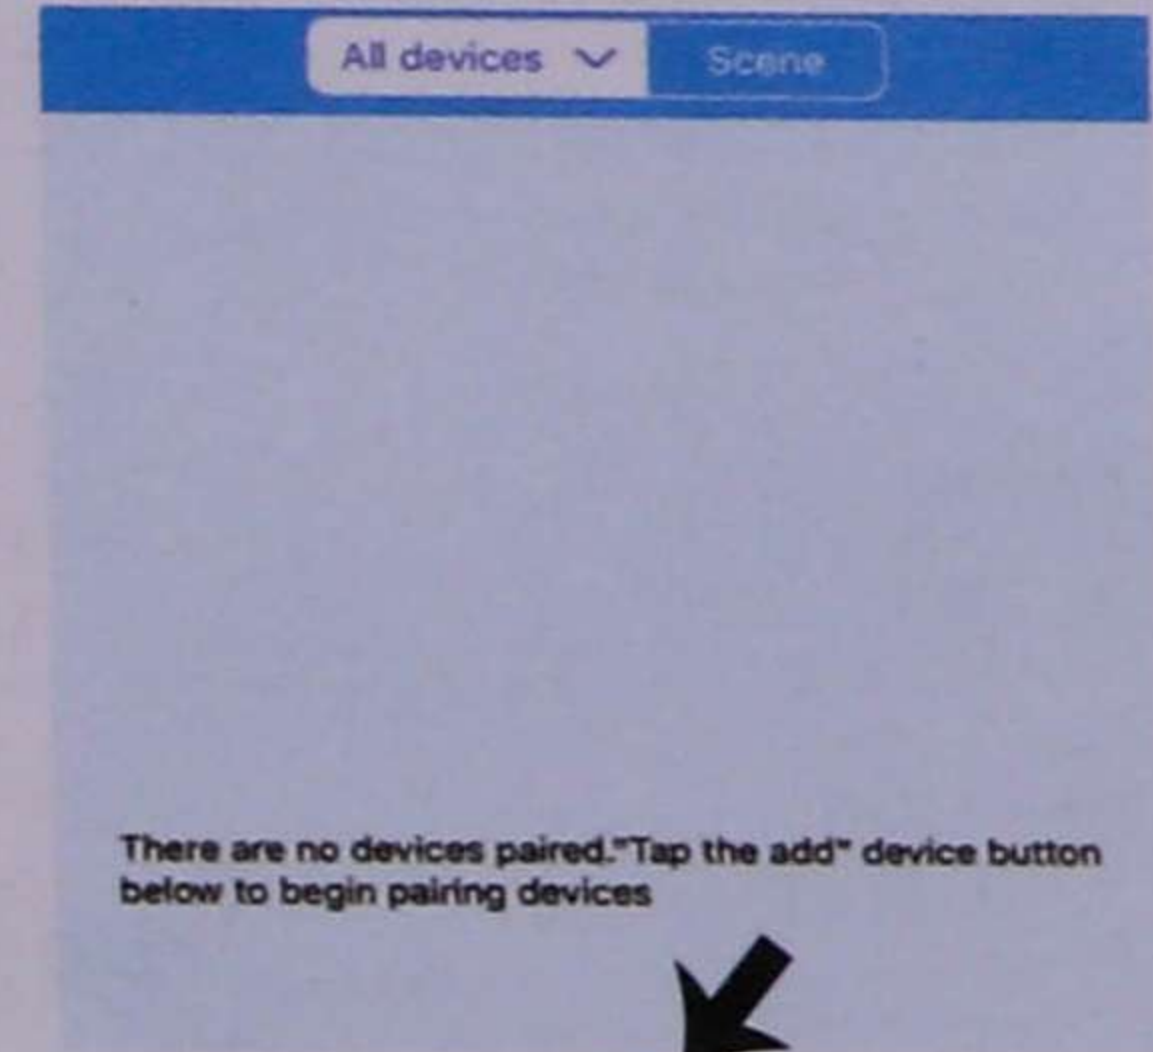 All devices
Scene
There are no devices paired."Tap the add" device button
below to begin pairing devices